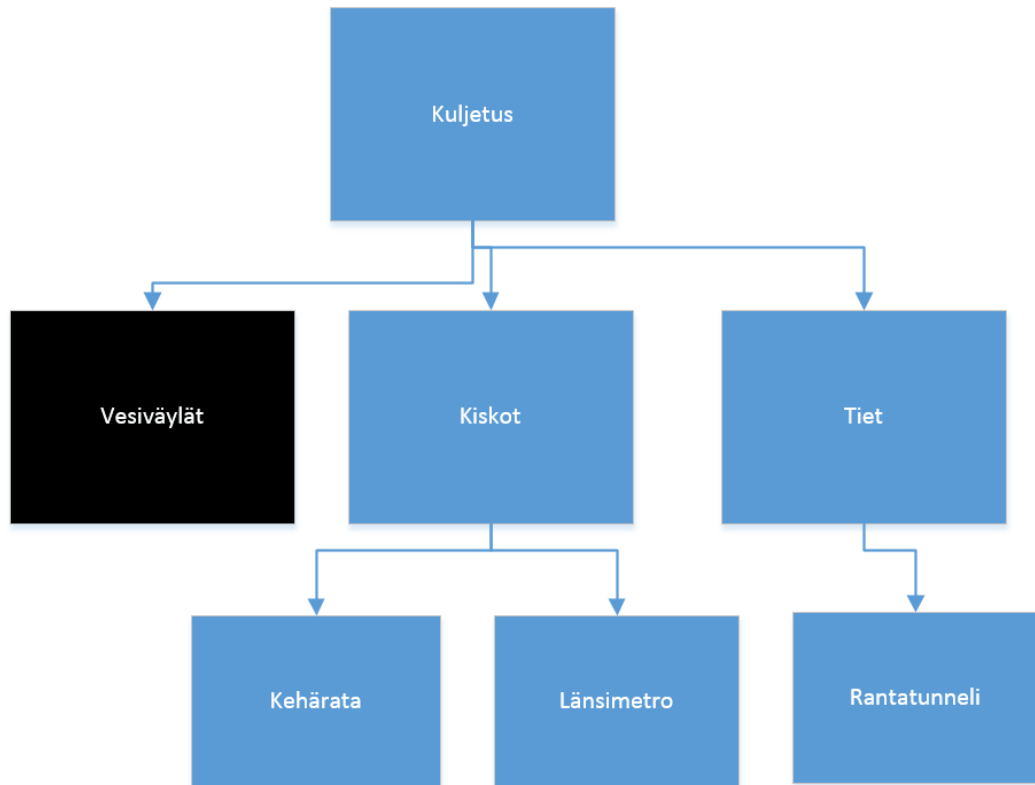 Kuljetus
Vesiväylät
Kiskot
Tiet
Kehärata
Länsimetro
Rantatunneli